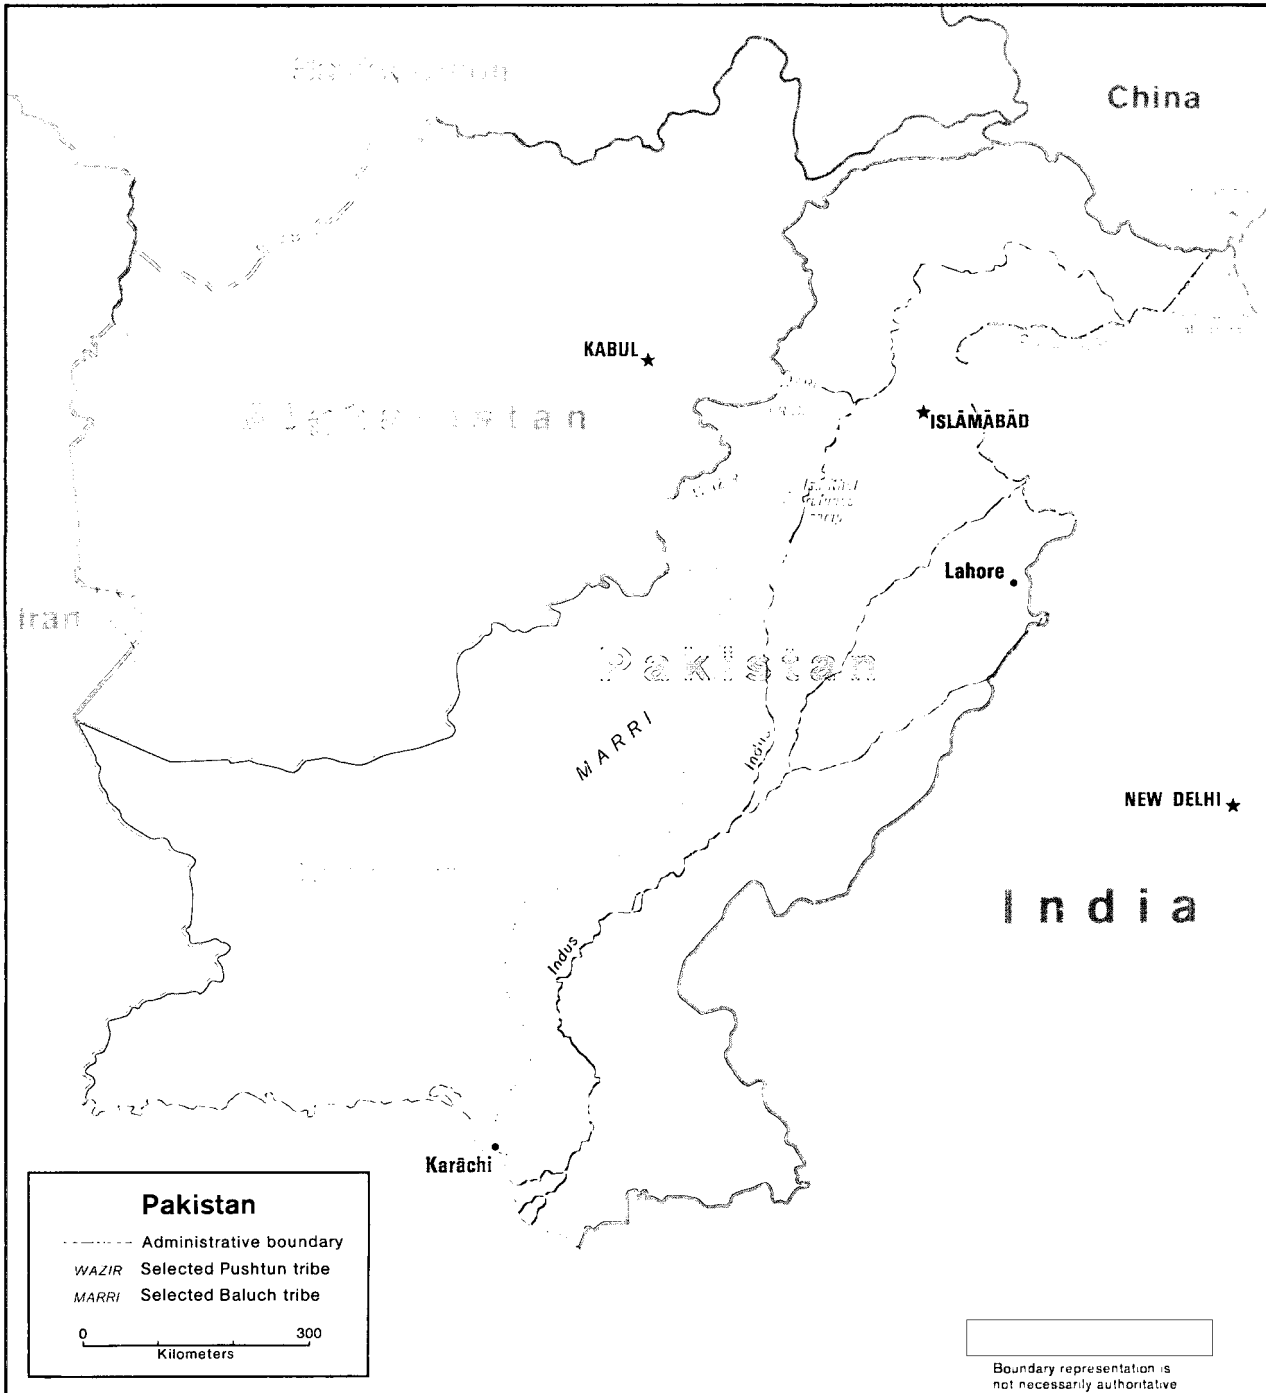 China
KABUL
ISLĀMĀBĀD
Lahore
Iran
Pakistan
MARRI
Indus
NEW DELHI
India
Indus
Karāchi
Pakistan
Administrative boundary
WAZIR Selected Pushtun tribe
MARRI Selected Baluch tribe
0 300
Kilometers
Boundary representation is
not necessarily authoritative